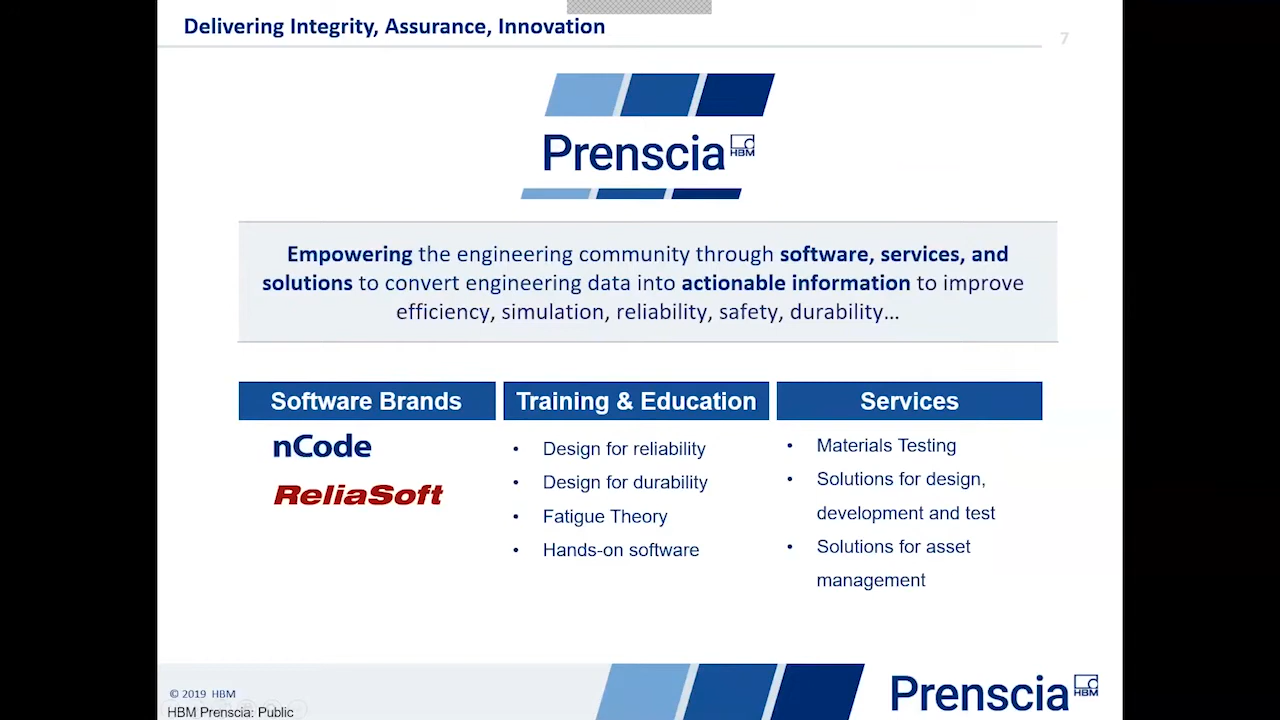 Delivering Integrity, Assurance, Innovation
7
Prenscia HBM
Empowering the engineering community through software, services, and
solutions to convert engineering data into actionable information to improve
efficiency, simulation, reliability, safety, durability…
Software Brands
nCode
ReliaSoft
Training & Education
• Design for reliability
• Design for durability
• Fatigue Theory
• Hands-on software
Services
• Materials Testing
• Solutions for design,
development and test
• Solutions for asset
management
© 2019 HBM
HBM Prenscia: Public
Prenscia HBM